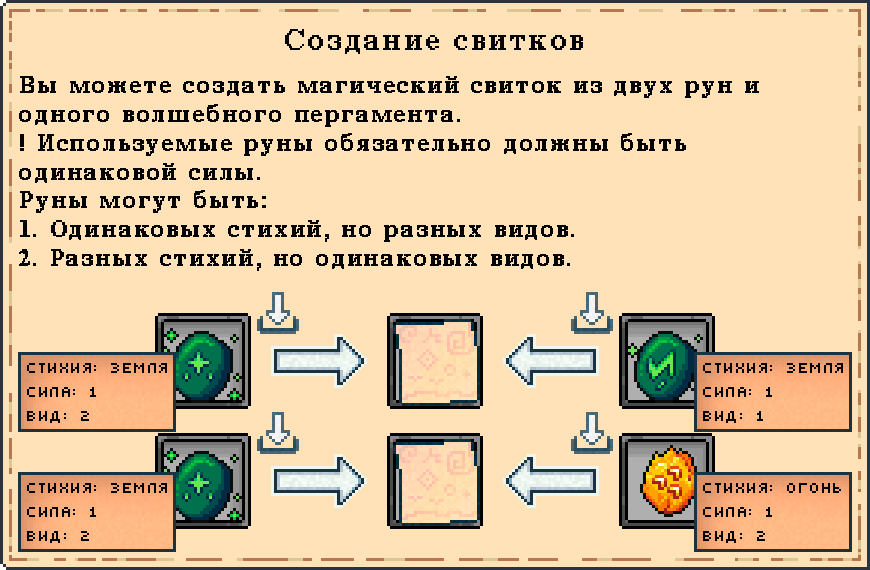 Создание свитков
Вы можете создать магический свиток из двух рун и
одного волшебного пергамента.
! Используемые руны обязательно должны быть
одинаковой силы.
Руны могут быть:
1. Одинаковых стихий, но разных видов.
2. Разных стихий, но одинаковых видов.
СТИХИЯ: ЗЕМЛЯ
СИЛА: 1
ВИД: 2
СТИХИЯ: ЗЕМЛЯ
СИЛА: 1
ВИД: 1
СТИХИЯ: ЗЕМЛЯ
СИЛА: 1
ВИД: 2
СТИХИЯ: ОГОНЬ
СИЛА: 1
ВИД: 2